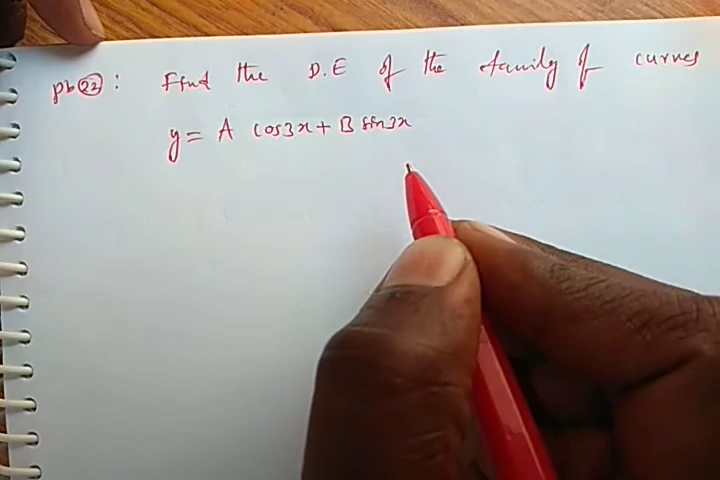 pb 22 : Find the D.E of the family of curves
y = A cos3x + B sin3x